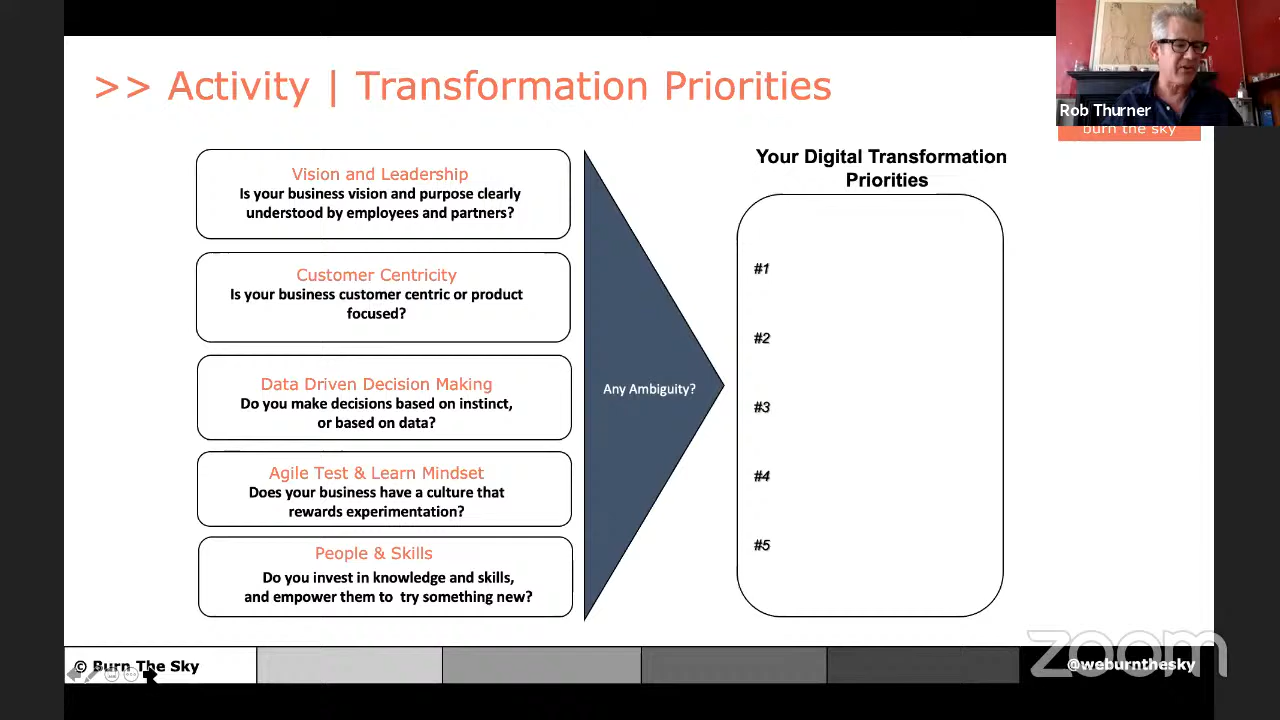 >> Activity | Transformation Priorities
Rob Thurner
burn the sky
Vision and Leadership
Is your business vision and purpose clearly
understood by employees and partners?
Customer Centricity
Is your business customer centric or product
focused?
Data Driven Decision Making
Do you make decisions based on instinct,
or based on data?
Agile Test & Learn Mindset
Does your business have a culture that
rewards experimentation?
People & Skills
Do you invest in knowledge and skills,
and empower them to try something new?
Any Ambiguity?
Your Digital Transformation
Priorities
#1
#2
#3
#4
#5
© Burn The Sky
@weburnthesky
zoom